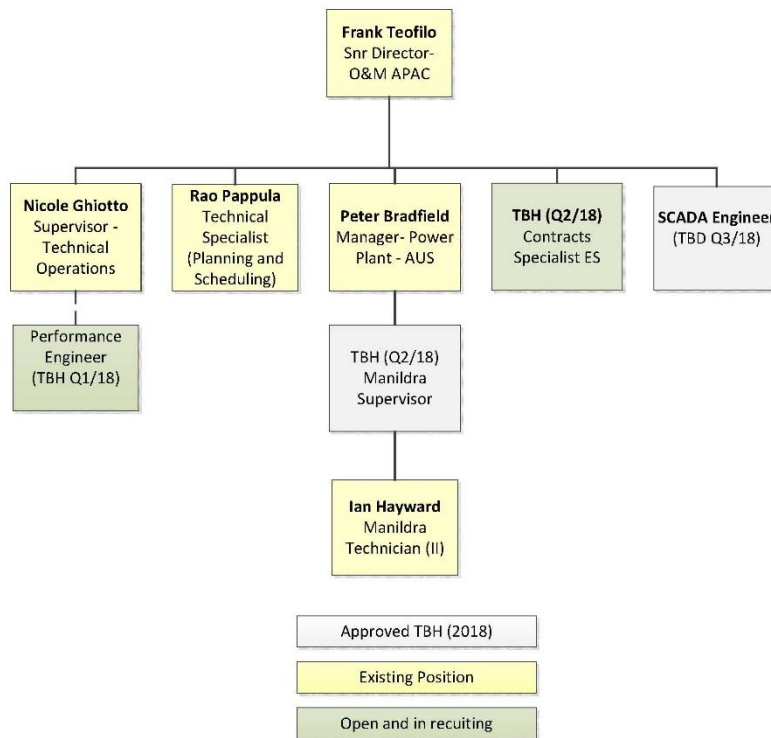 Frank Teofilo
Snr Director-
O&M APAC
Nicole Ghiotto
Supervisor -
Technical
Operations
Rao Pappula
Technical
Specialist
(Planning and
Scheduling)
Peter Bradfield
Manager- Power
Plant - AUS
TBH (Q2/18)
Contracts
Specialist ES
SCADA Engineer
(TBD Q3/18)
Performance
Engineer
(TBH Q1/18)
TBH (Q2/18)
Manildra
Supervisor
Ian Hayward
Manildra
Technician (II)
Approved TBH (2018)
Existing Position
Open and in recuiting